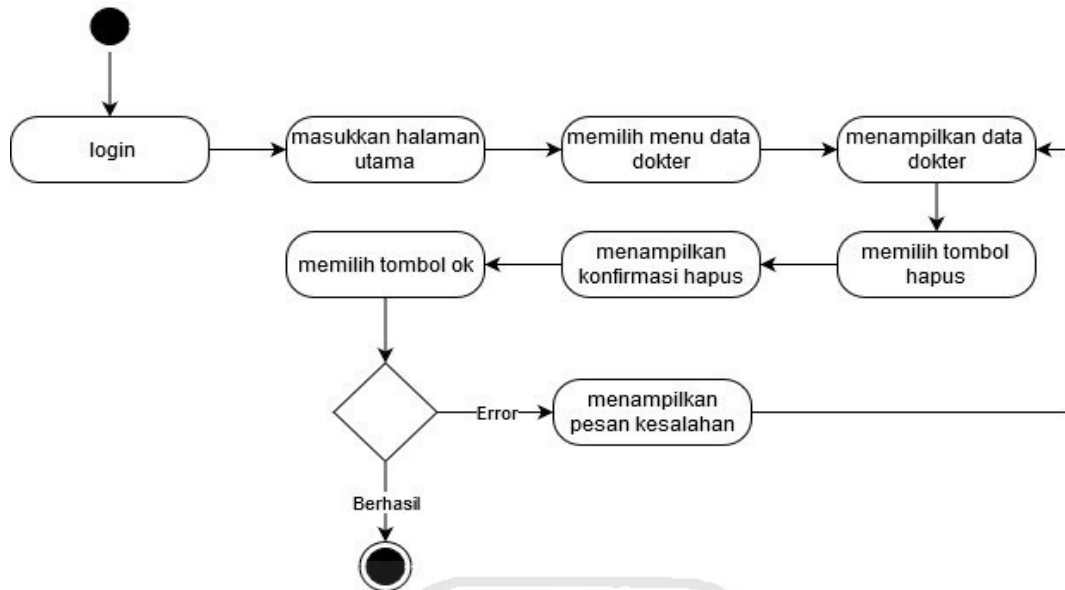 login
masukkan halaman
utama
memilih menu data
dokter
menampilkan data
dokter
memilih tombol ok
menampilkan
konfirmasi hapus
memilih tombol
hapus
Error
menampilkan
pesan kesalahan
Berhasil